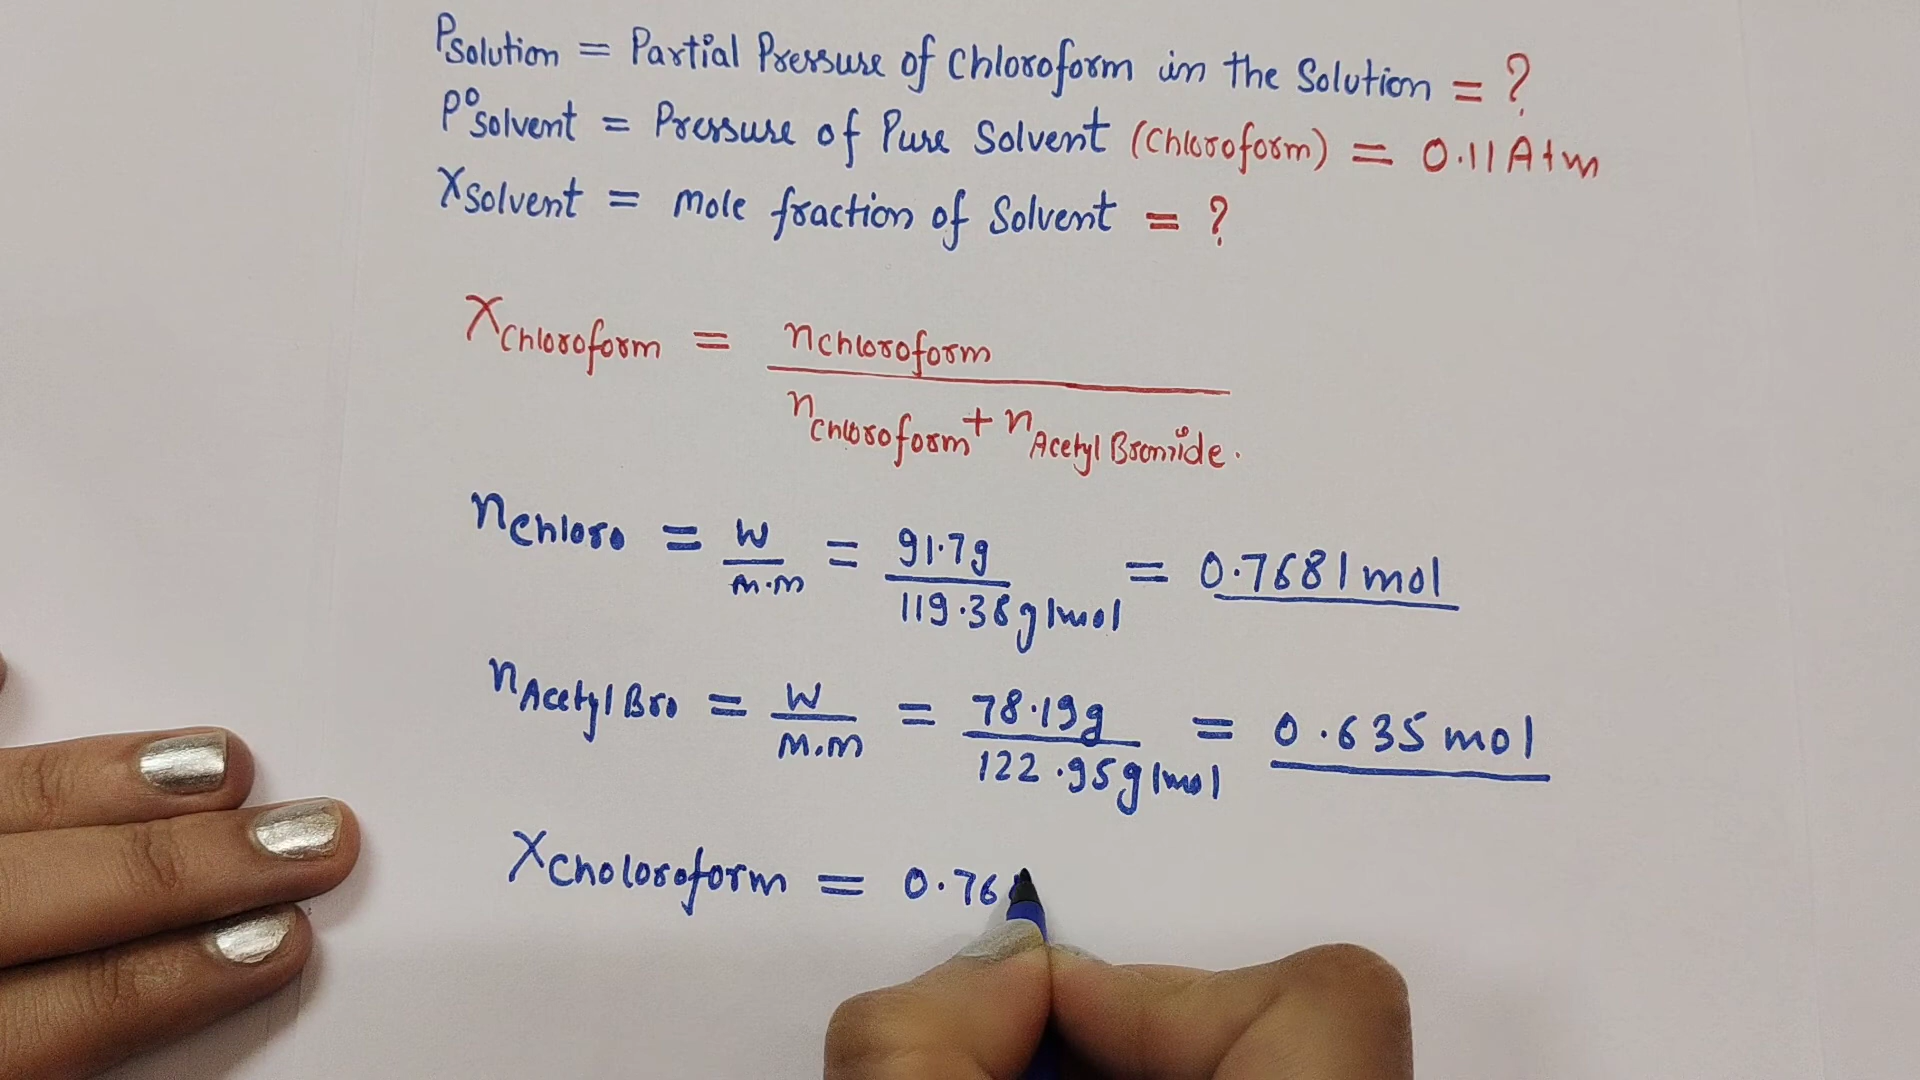 Psolution = Partial Pressure of Chloroform in the Solution = ?
P°solvent = Pressure of Pure Solvent (Chloroform) = 0.11 Atm
Xsolvent = mole fraction of Solvent = ?
XChloroform = nchloroform
nchloroform + nAcetyl Bromide.
nchloro = W/m.m = 91.7g/119.38g/mol = 0.7681 mol
nAcetyl Bro = W/M.m = 78.19g/122.95g/mol = 0.635 mol
XCholoroform = 0.768